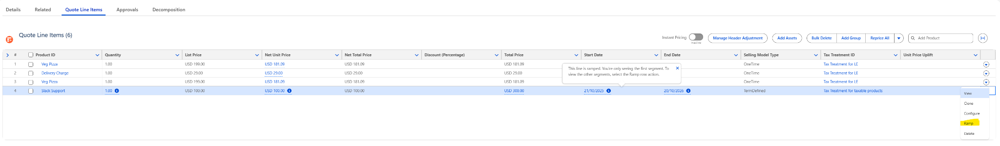 Details Related Quote Line Items Approvals Decomposition
Quote Line Items (6)
Instant Pricing Inactive Manage Header Adjustment Add Assets Bulk Delete Add Group Reprice All Add Product
# Product ID Quantity List Price Net Unit Price Net Total Price Discount (Percentage) Total Price Start Date End Date Selling Model Type Tax Treatment ID Unit Price Uplift
1 Veg Pizza 1.00 USD 199.00 USD 181.09 USD 181.09 USD 181.09 OneTime Tax Treatment for LE
2 Delivery Charge 1.00 USD 29.00 USD 29.00 USD 29.00 USD 29.00 OneTime Tax Treatment for LE
3 Veg Pizza 1.00 USD 199.00 USD 181.09 USD 181.09 USD 181.09 OneTime Tax Treatment for LE
This line is ramped. You're only seeing the first segment. To
view the other segments, select the Ramp row action.
4 Slack Support 1.00 USD 100.00 USD 100.00 USD 100.00 USD 300.00 21/10/2025 20/10/2026 TermDefined Tax Treatment for taxable products
View
Clone
Configure
Ramp
Delete